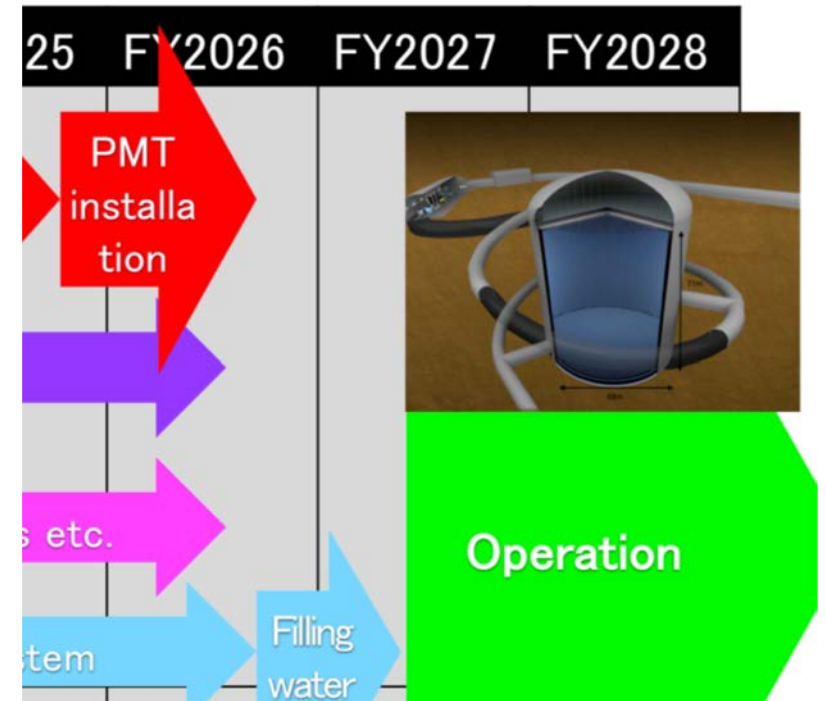 25 FY2026 FY2027 FY2028
PMT
installa
tion
s etc.
Operation
stem
Filling
water